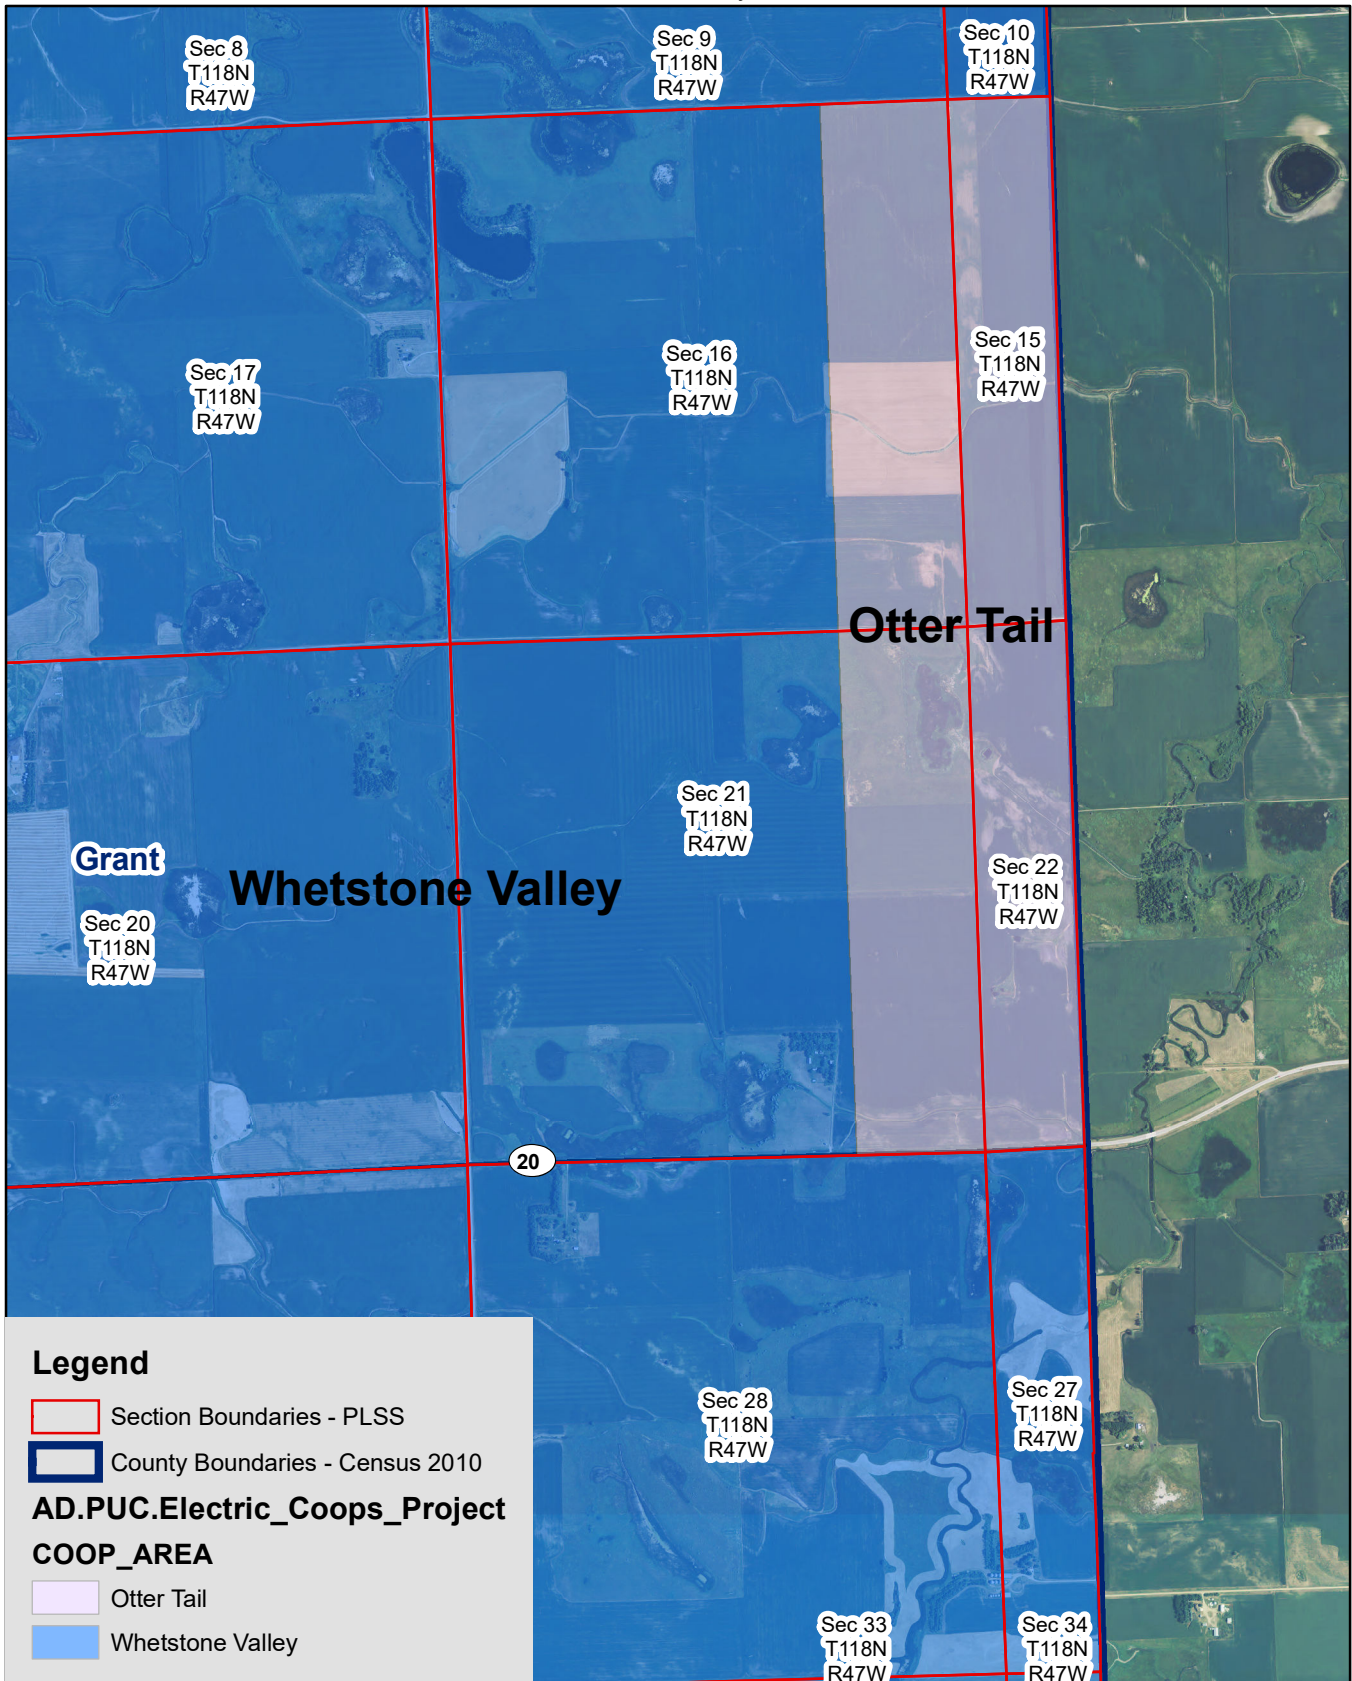 Sec 8
T118N
R47W
Sec 9
T118N
R47W
Sec 10
T118N
R47W
Sec 17
T118N
R47W
Sec 16
T118N
R47W
Sec 15
T118N
R47W
Otter Tail
Sec 21
T118N
R47W
Grant
Whetstone Valley
Sec 22
T118N
R47W
Sec 20
T118N
R47W
20
Sec 28
T118N
R47W
Sec 27
T118N
R47W
Sec 33
T118N
R47W
Sec 34
T118N
R47W
Legend
Section Boundaries - PLSS
County Boundaries - Census 2010
AD.PUC.Electric_Coops_Project
COOP_AREA
Otter Tail
Whetstone Valley